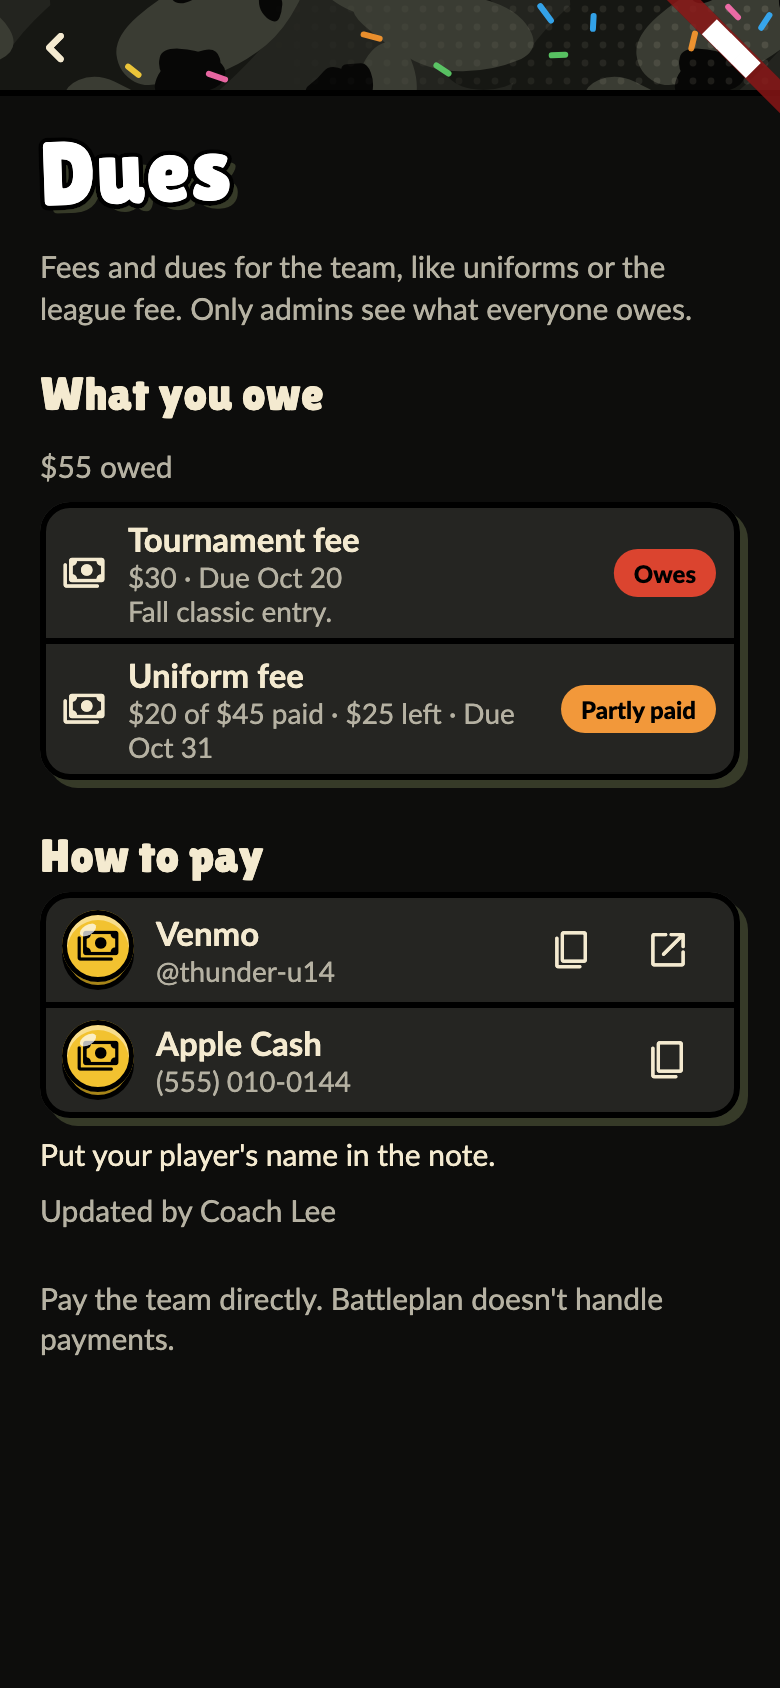 Dues
Fees and dues for the team, like uniforms or the
league fee. Only admins see what everyone owes.
What you owe
$55 owed
Tournament fee
$30 · Due Oct 20
Fall classic entry.
Owes
Uniform fee
$20 of $45 paid · $25 left · Due
Oct 31
Partly paid
How to pay
Venmo
@thunder-u14
Apple Cash
(555) 010-0144
Put your player's name in the note.
Updated by Coach Lee
Pay the team directly. Battleplan doesn't handle
payments.